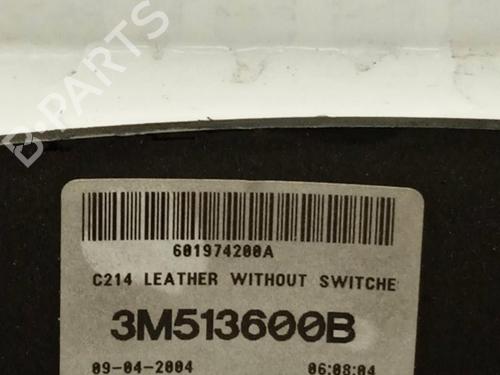 B-PARTS
601974200A
C214 LEATHER WITHOUT SWITCHE
3M513600B
09-04-2004 06:08:04